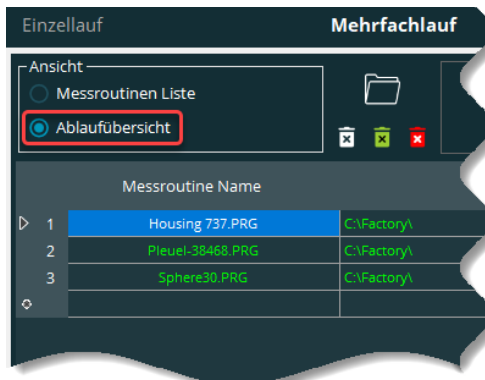 Einzellauf Mehrfachlauf
Ansicht
Messroutinen Liste
Ablaufübersicht
Messroutine Name
1 Housing 737.PRG C:\Factory\
2 Pleuel-38468.PRG C:\Factory\
3 Sphere30.PRG C:\Factory\